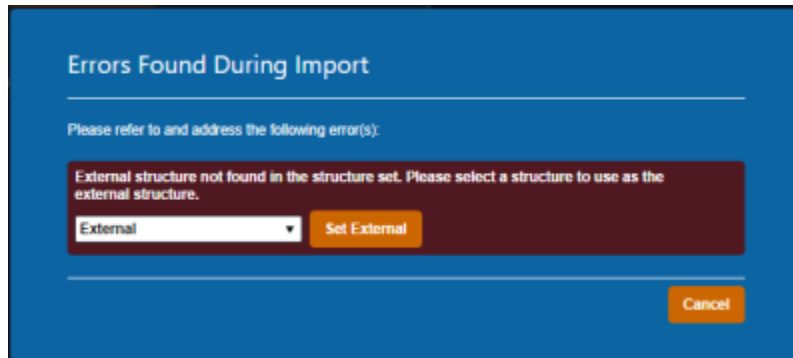 Errors Found During Import
Please refer to and address the following error(s):
External structure not found in the structure set. Please select a structure to use as the
external structure.
External
Set External
Cancel